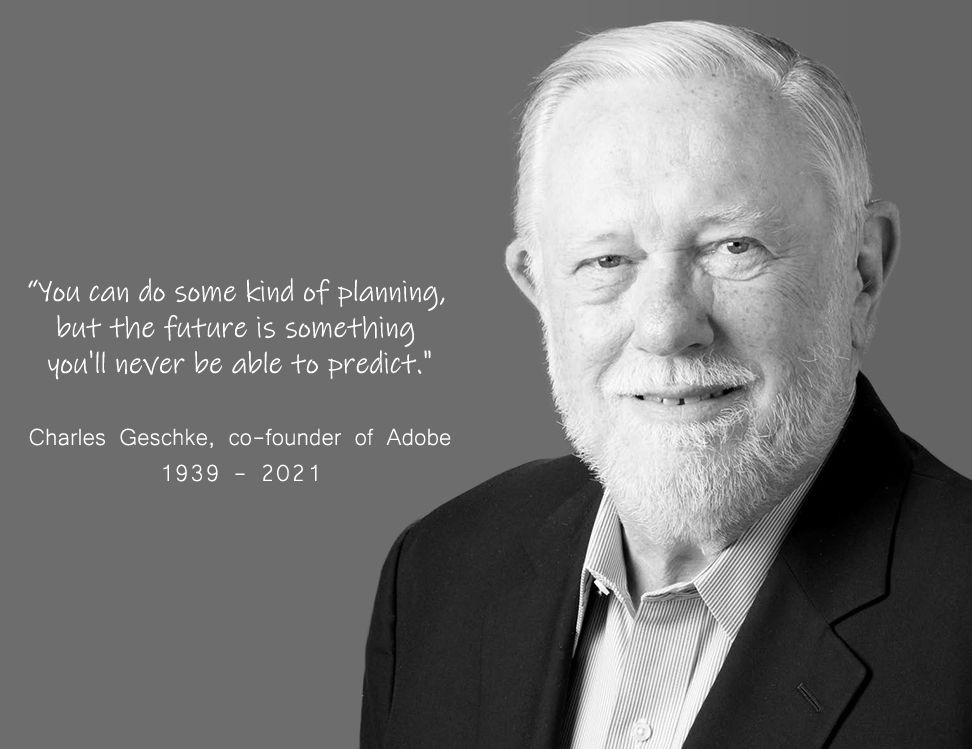 “You can do some kind of planning,
but the future is something
you'll never be able to predict."
Charles Geschke, co-founder of Adobe
1939 - 2021